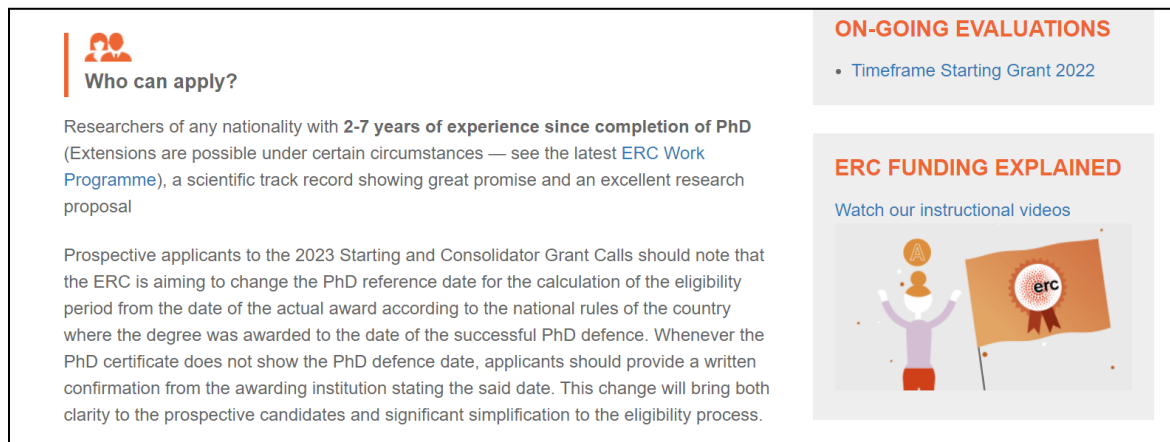 Who can apply?
Researchers of any nationality with 2-7 years of experience since completion of PhD
(Extensions are possible under certain circumstances — see the latest ERC Work
Programme), a scientific track record showing great promise and an excellent research
proposal
Prospective applicants to the 2023 Starting and Consolidator Grant Calls should note that
the ERC is aiming to change the PhD reference date for the calculation of the eligibility
period from the date of the actual award according to the national rules of the country
where the degree was awarded to the date of the successful PhD defence. Whenever the
PhD certificate does not show the PhD defence date, applicants should provide a written
confirmation from the awarding institution stating the said date. This change will bring both
clarity to the prospective candidates and significant simplification to the eligibility process.
ON-GOING EVALUATIONS
• Timeframe Starting Grant 2022
ERC FUNDING EXPLAINED
Watch our instructional videos
A
erc